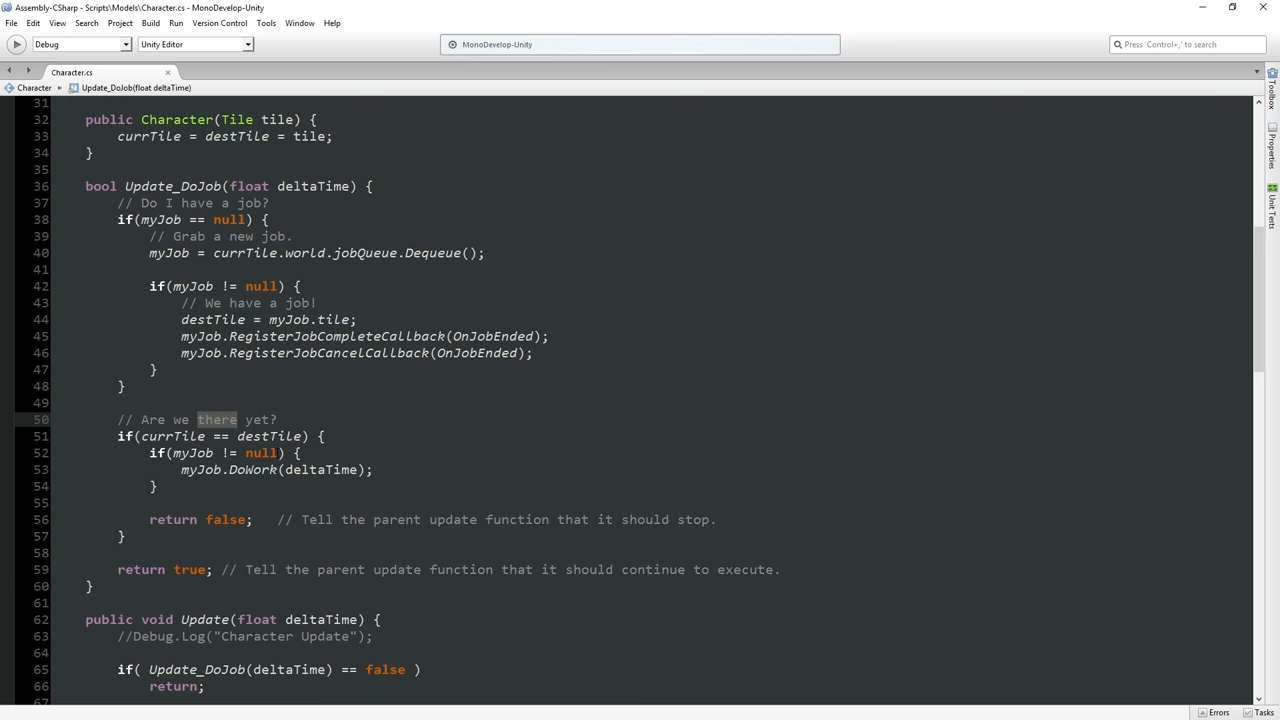 Assembly-CSharp - Scripts\Models\Character.cs - MonoDevelop-Unity
File Edit View Search Project Build Run Version Control Tools Window Help
Debug Unity Editor MonoDevelop-Unity Press 'Control+,' to search
Character.cs
Character Update_DoJob(float deltaTime)
31
32 public Character(Tile tile) {
33 currTile = destTile = tile;
34 }
35
36 bool Update_DoJob(float deltaTime) {
37 // Do I have a job?
38 if(myJob == null) {
39 // Grab a new job.
40 myJob = currTile.world.jobQueue.Dequeue();
41
42 if(myJob != null) {
43 // We have a job!
44 destTile = myJob.tile;
45 myJob.RegisterJobCompleteCallback(OnJobEnded);
46 myJob.RegisterJobCancelCallback(OnJobEnded);
47 }
48 }
49
50 // Are we there yet?
51 if(currTile == destTile) {
52 if(myJob != null) {
53 myJob.DoWork(deltaTime);
54 }
55
56 return false; // Tell the parent update function that it should stop.
57 }
58
59 return true; // Tell the parent update function that it should continue to execute.
60 }
61
62 public void Update(float deltaTime) {
63 //Debug.Log("Character Update");
64
65 if( Update_DoJob(deltaTime) == false )
66 return;
67
Toolbox
Properties
Unit Tests
Errors Tasks